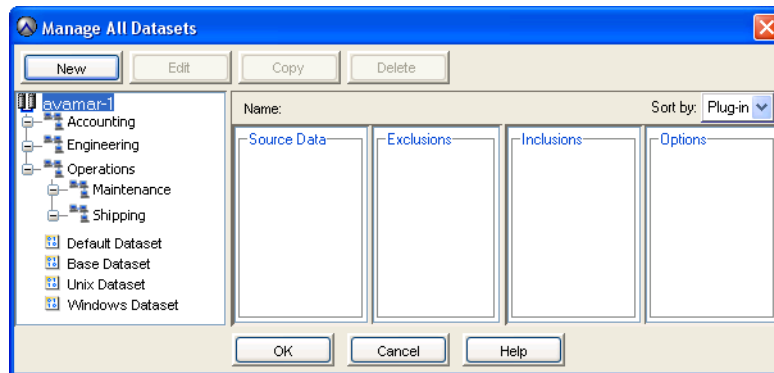 Manage All Datasets
New Edit Copy Delete
avamar-1
Accounting
Engineering
Operations
Maintenance
Shipping
Default Dataset
Base Dataset
Unix Dataset
Windows Dataset
Name: Sort by: Plug-in
Source Data Exclusions Inclusions Options
OK Cancel Help